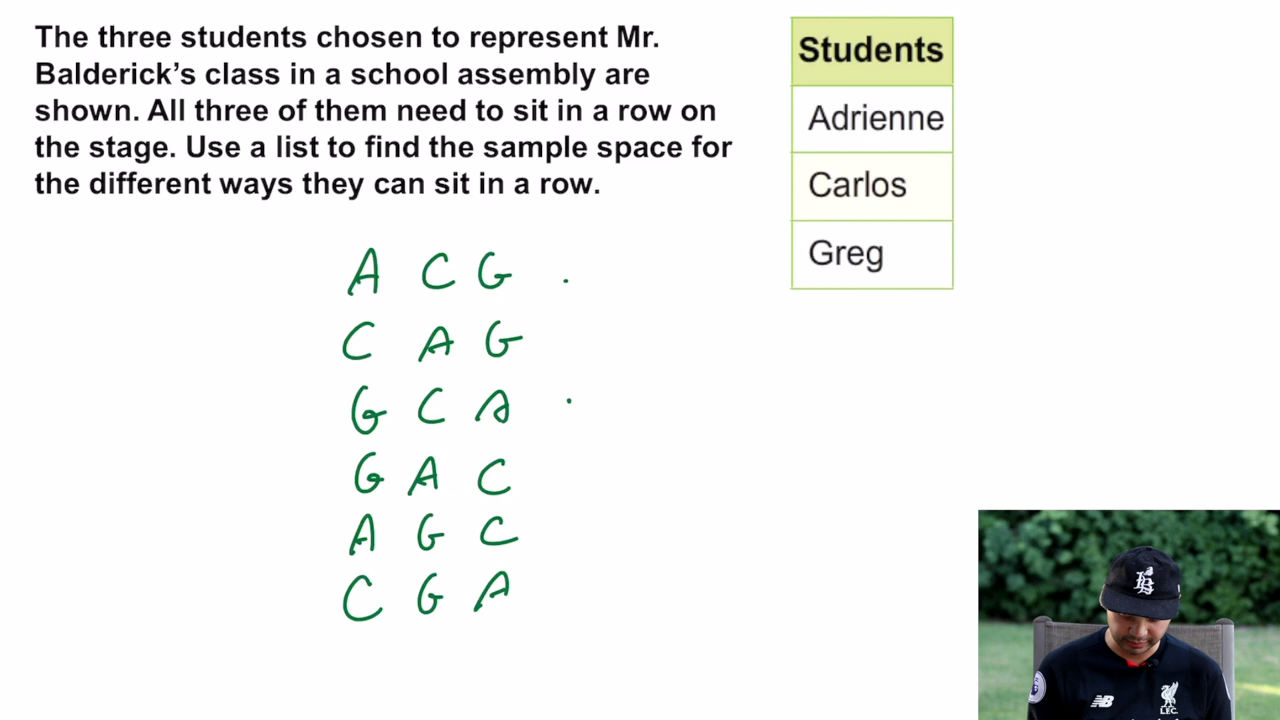 The three students chosen to represent Mr.
Balderick's class in a school assembly are
shown. All three of them need to sit in a row on
the stage. Use a list to find the sample space for
the different ways they can sit in a row.
Students
Adrienne
Carlos
Greg
A C G .
C A G
G C A .
G A C
A G C
C G A
NB
L.F.C.